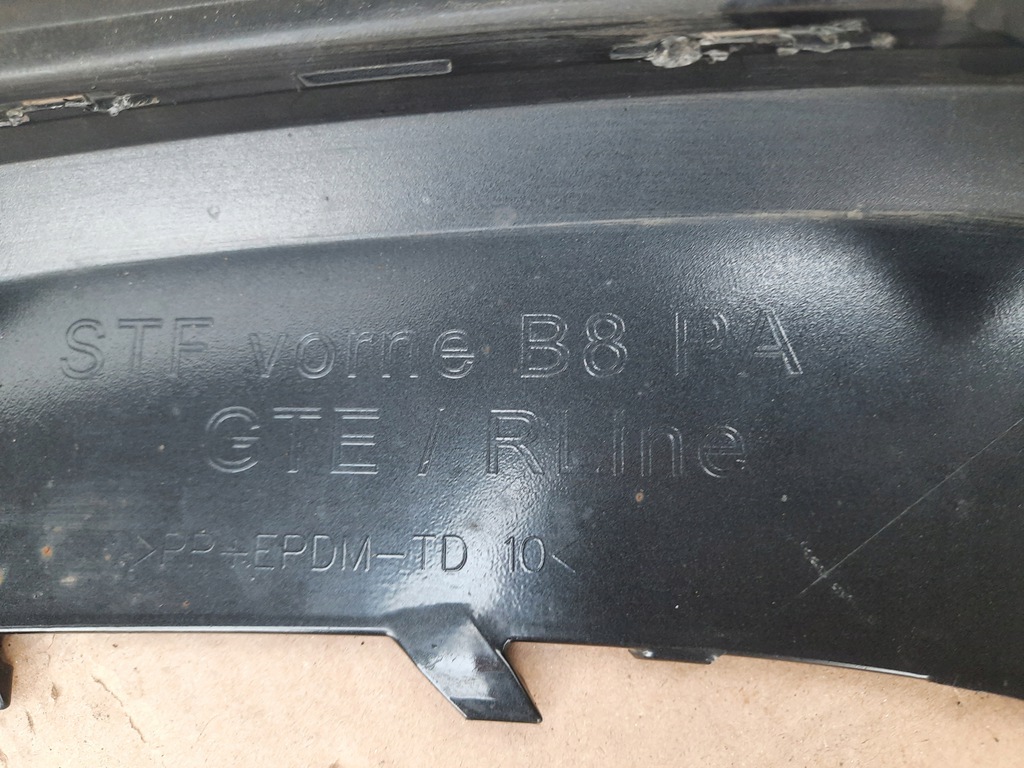 STF vorne B8 PA
GTE / RLine
>PP+EPDM-TD 10<